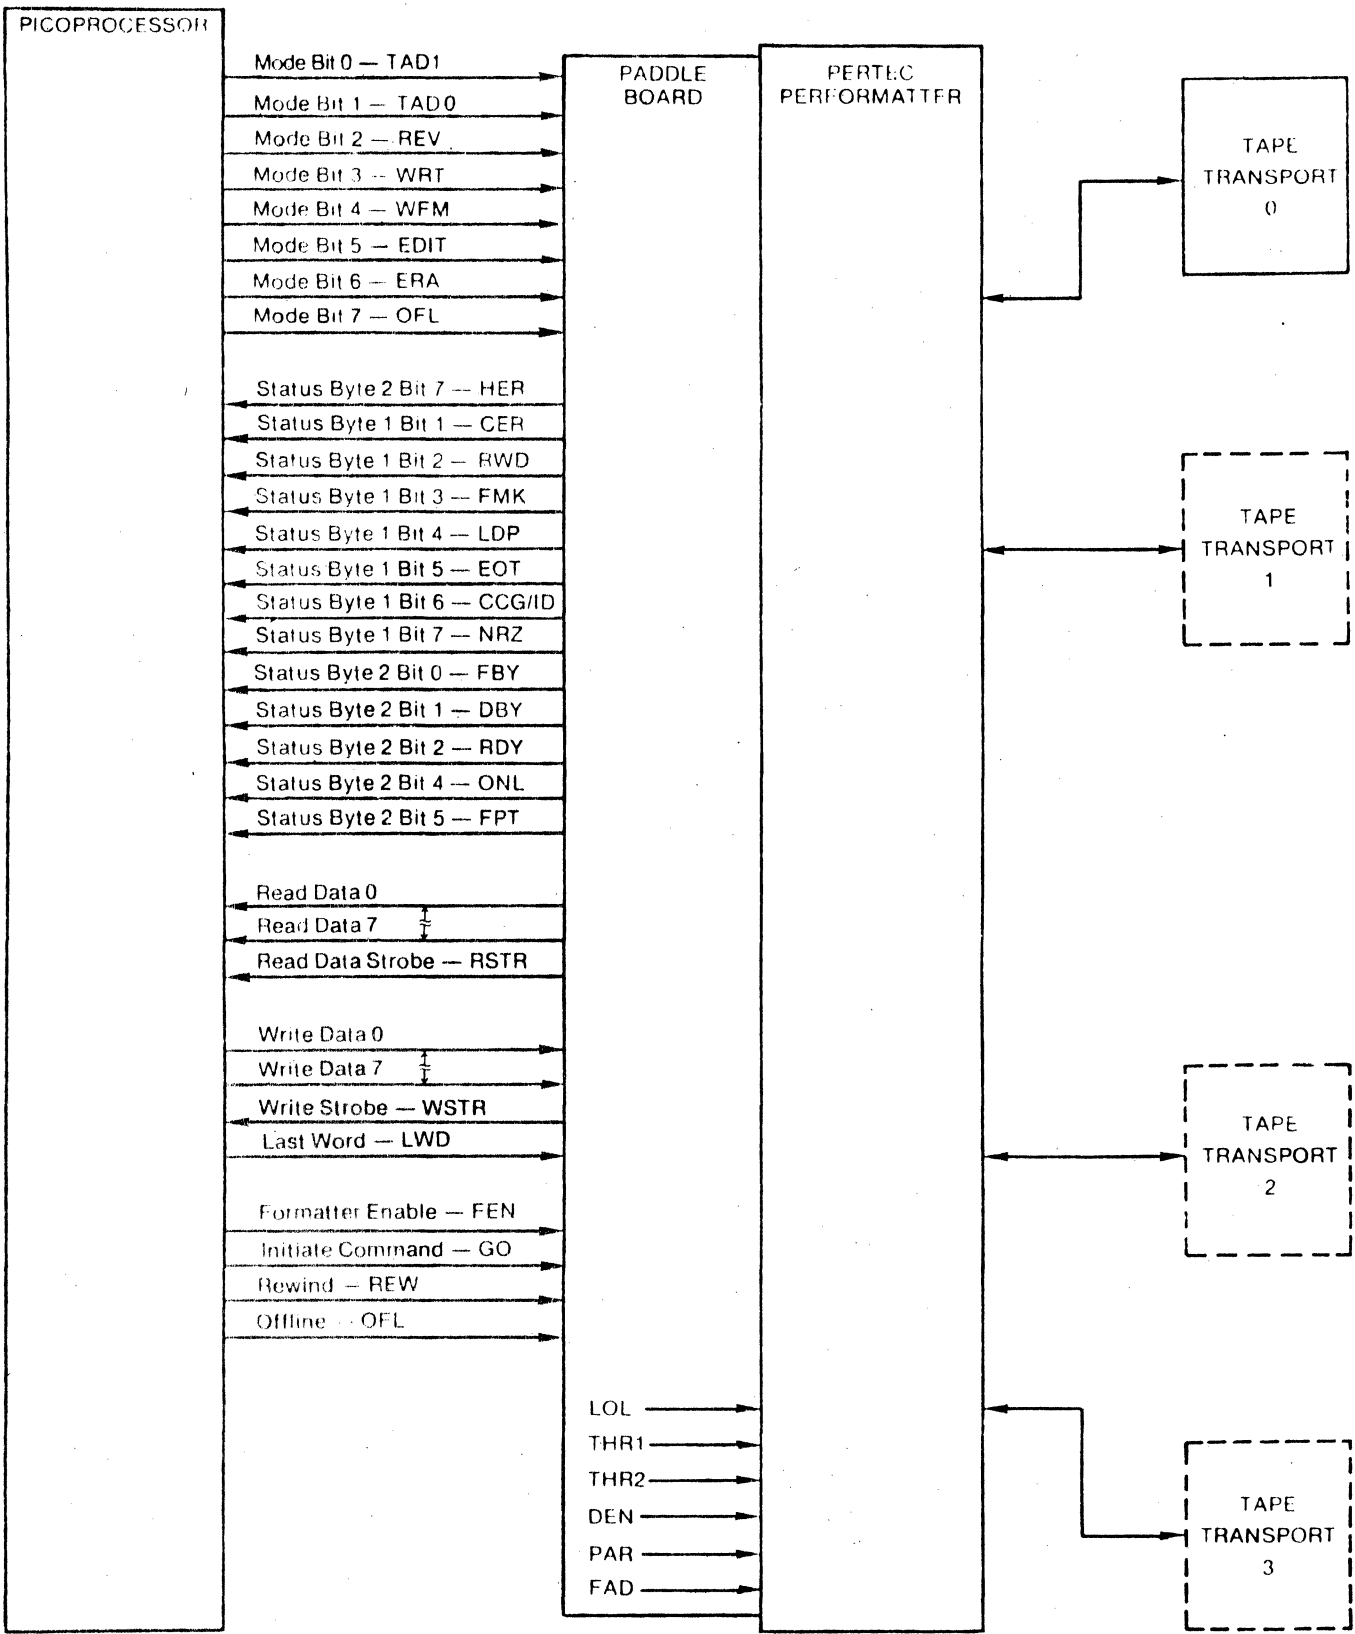 PICOPROCESSOR
Mode Bit 0 — TAD1
Mode Bit 1 — TAD0
Mode Bit 2 — REV
Mode Bit 3 -- WRT
Mode Bit 4 — WFM
Mode Bit 5 — EDIT
Mode Bit 6 — ERA
Mode Bit 7 — OFL
Status Byte 2 Bit 7 — HER
Status Byte 1 Bit 1 — CER
Status Byte 1 Bit 2 — RWD
Status Byte 1 Bit 3 — FMK
Status Byte 1 Bit 4 — LDP
Status Byte 1 Bit 5 — EOT
Status Byte 1 Bit 6 — CCG/ID
Status Byte 1 Bit 7 — NRZ
Status Byte 2 Bit 0 — FBY
Status Byte 2 Bit 1 — DBY
Status Byte 2 Bit 2 — RDY
Status Byte 2 Bit 4 — ONL
Status Byte 2 Bit 5 — FPT
Read Data 0
Read Data 7
Read Data Strobe — RSTR
Write Data 0
Write Data 7
Write Strobe — WSTR
Last Word — LWD
Formatter Enable — FEN
Initiate Command — GO
Rewind — REW
Offline -- OFL
PADDLE
BOARD
LOL
THR1
THR2
DEN
PAR
FAD
PERTEC
PERFORMATTER
TAPE
TRANSPORT
0
TAPE
TRANSPORT
1
TAPE
TRANSPORT
2
TAPE
TRANSPORT
3